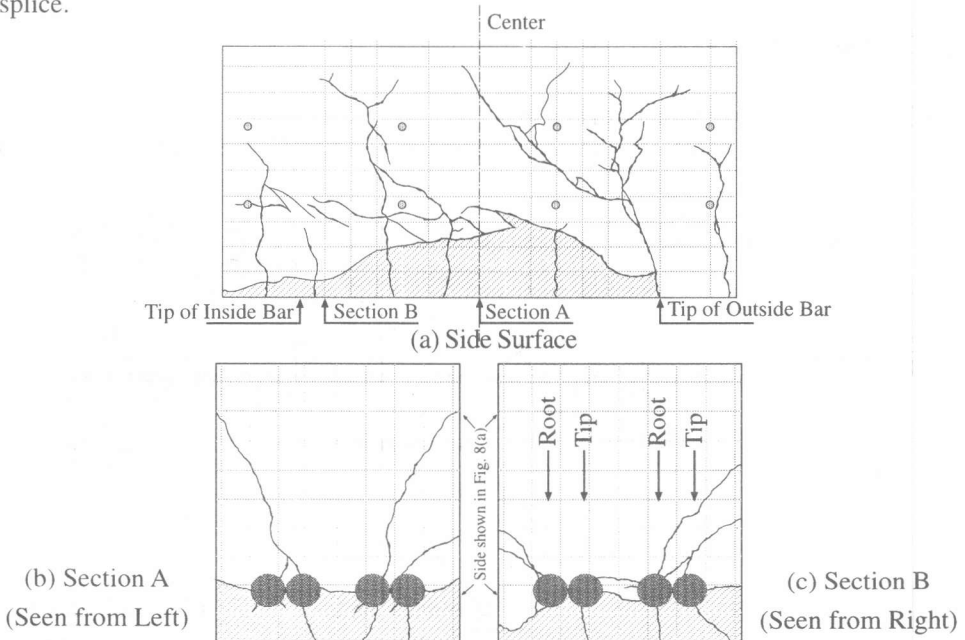 splice.
Center
Tip of Inside Bar
Section B
Section A
Tip of Outside Bar
(a) Side Surface
Root
Tip
Root
Tip
Side shown in Fig. 8(a)
(b) Section A
(Seen from Left)
(c) Section B
(Seen from Right)